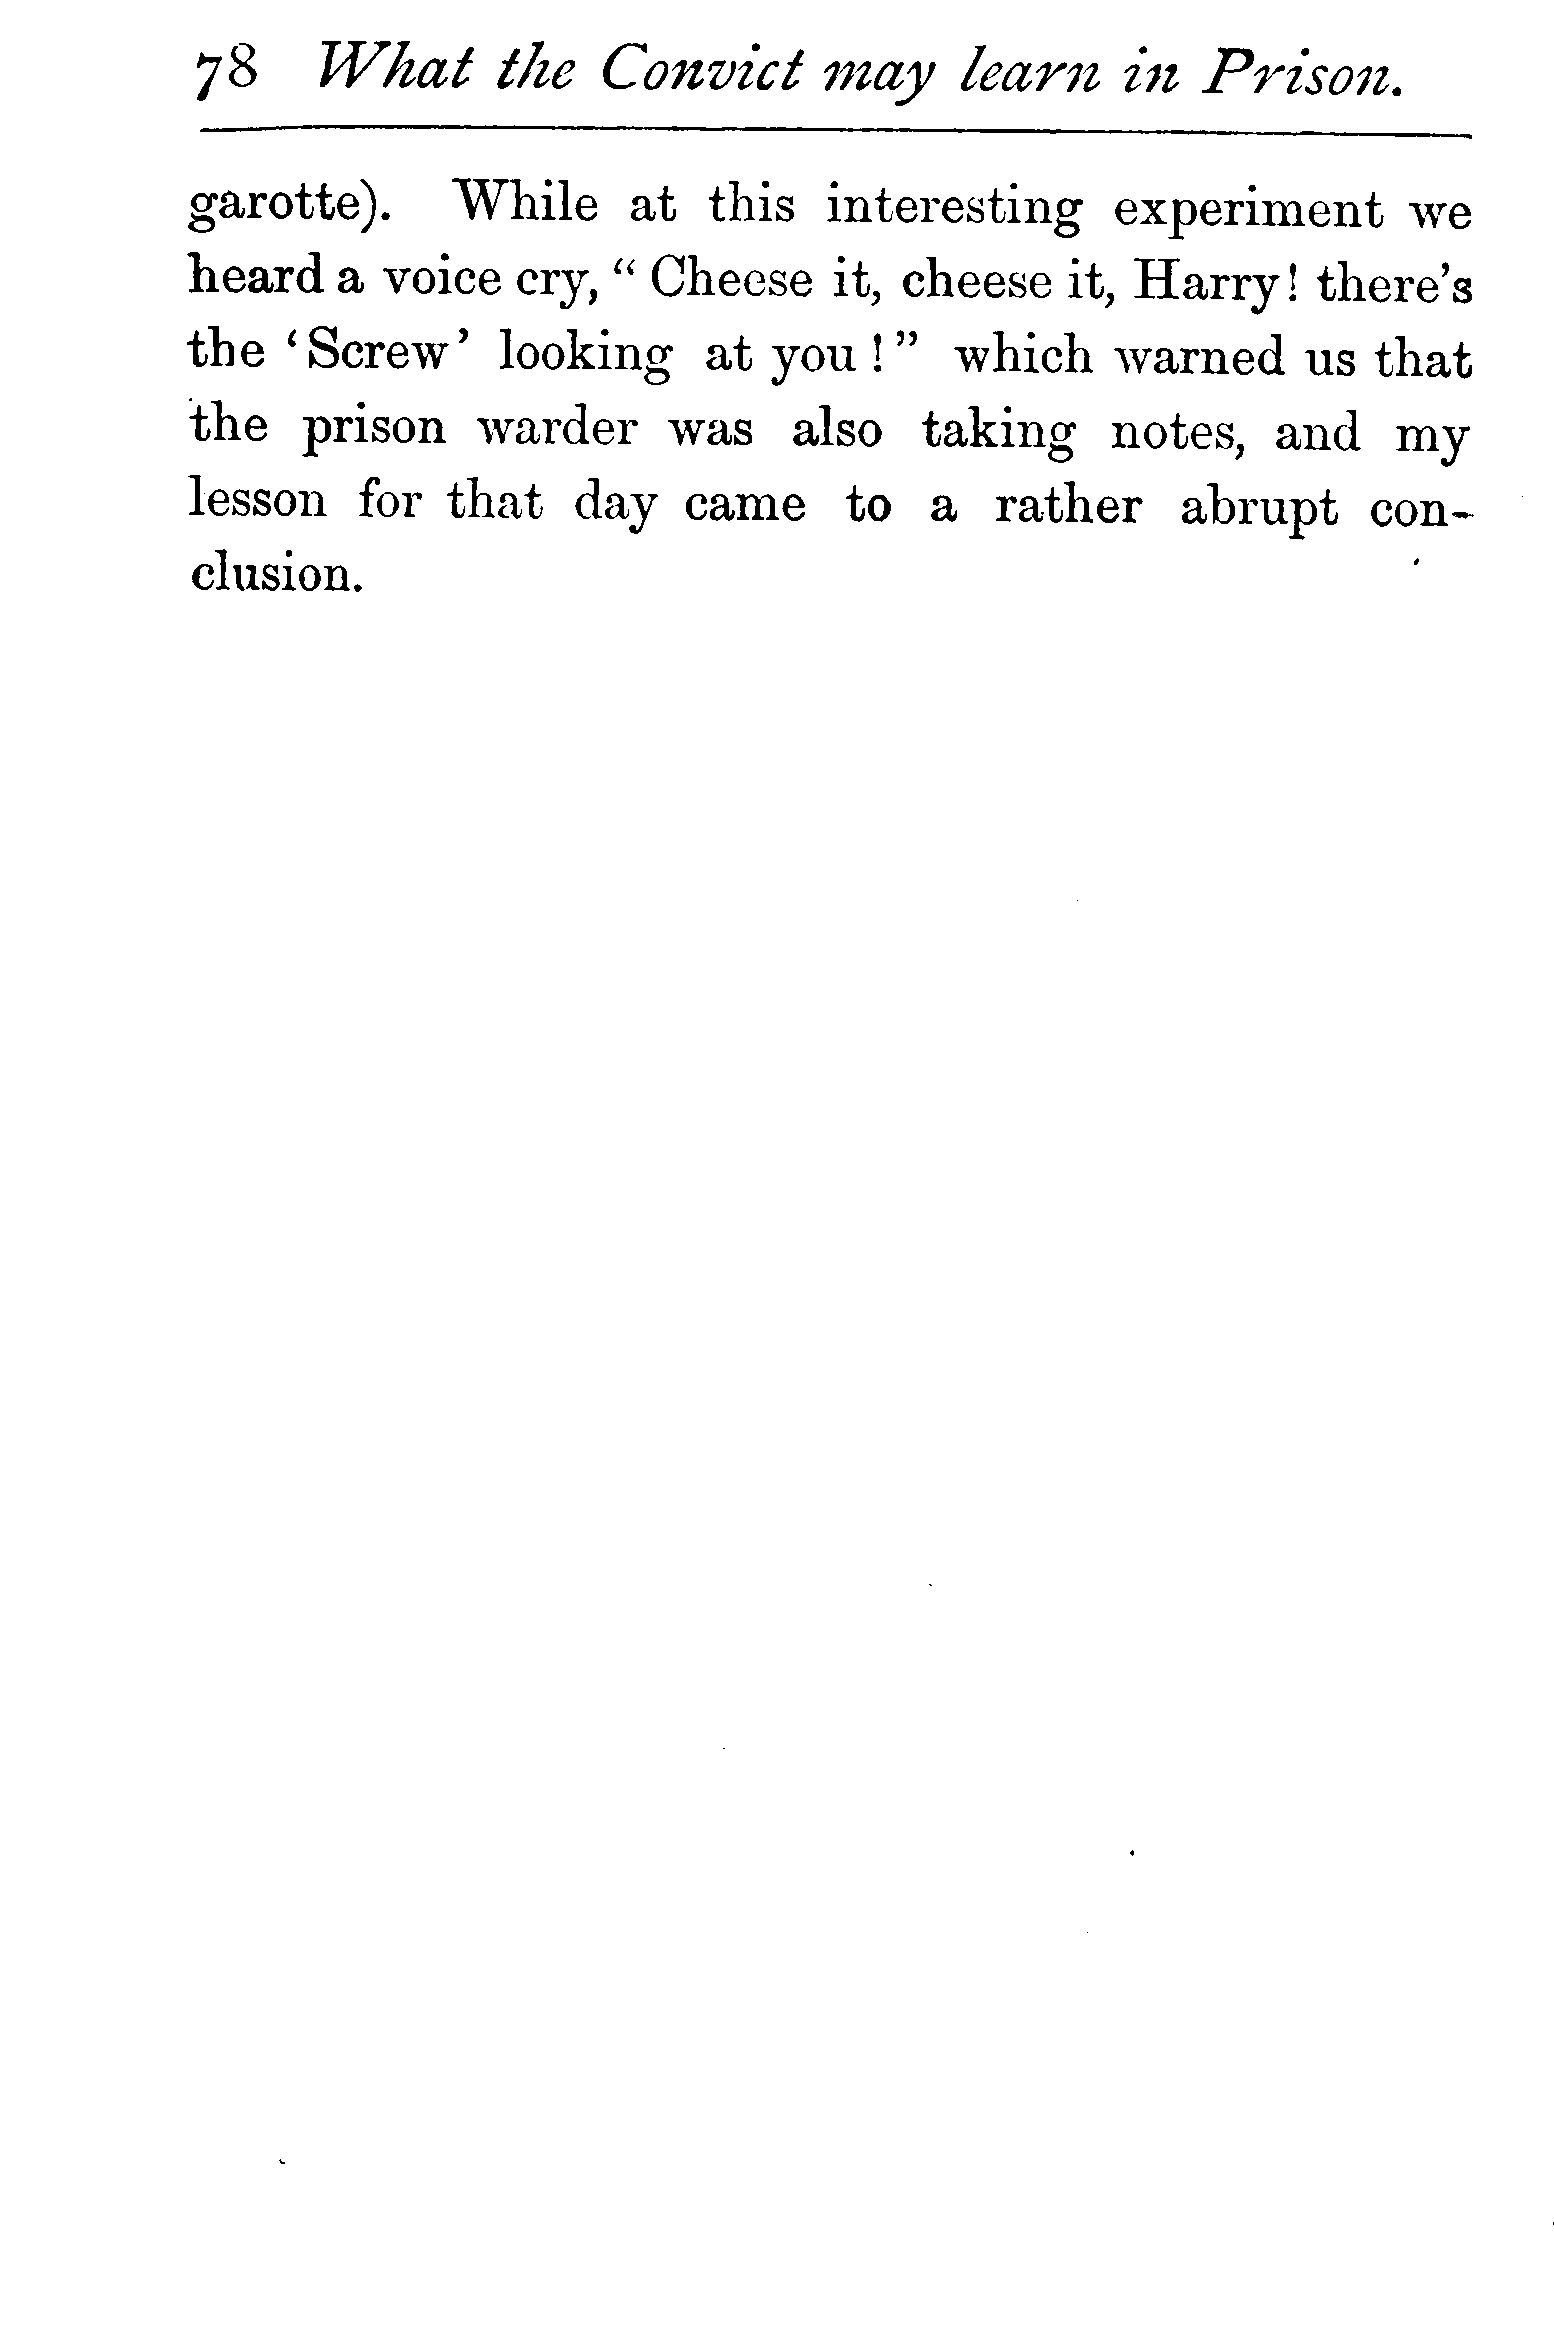 78 What the Convict may learn in Prison.
garotte). While at this interesting experiment we
heard a voice cry, “ Cheese it, cheese it, Harry! there’s
the ‘Screw’ looking at you !” which warned us that
the prison warder was also taking notes, and my
lesson for that day came to a rather abrupt con-
clusion.